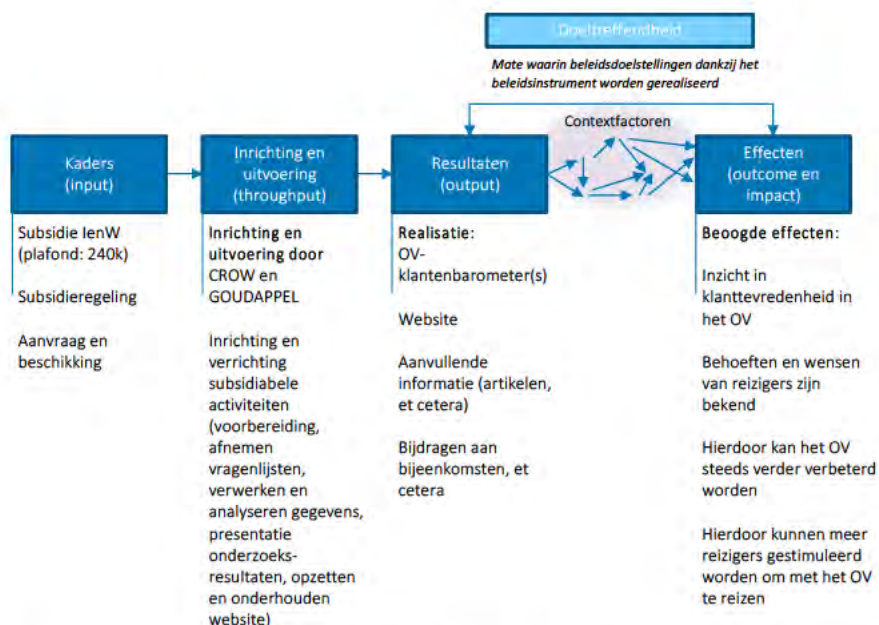 Doeltreffendheid
Mate waarin beleidsdoelstellingen dankzij het
beleidsinstrument worden gerealiseerd
Contextfactoren
Kaders
(input)
Inrichting en
uitvoering
(throughput)
Resultaten
(output)
Effecten
(outcome en
impact)
Subsidie IenW
(plafond: 240k)
Subsidieregeling
Aanvraag en
beschikking
Inrichting en
uitvoering door
CROW en
GOUDAPPEL
Inrichting en
verrichting
subsidiabele
activiteiten
(voorbereiding,
afnemen
vragenlijsten,
verwerken en
analyseren gegevens,
presentatie
onderzoeks-
resultaten, opzetten
en onderhouden
website)
Realisatie:
OV-
klantenbarometer(s)
Website
Aanvullende
informatie (artikelen,
et cetera)
Bijdragen aan
bijeenkomsten, et
cetera
Beoogde effecten:
Inzicht in
klanttevredenheid in
het OV
Behoeften en wensen
van reizigers zijn
bekend
Hierdoor kan het OV
steeds verder verbeterd
worden
Hierdoor kunnen meer
reizigers gestimuleerd
worden om met het OV
te reizen